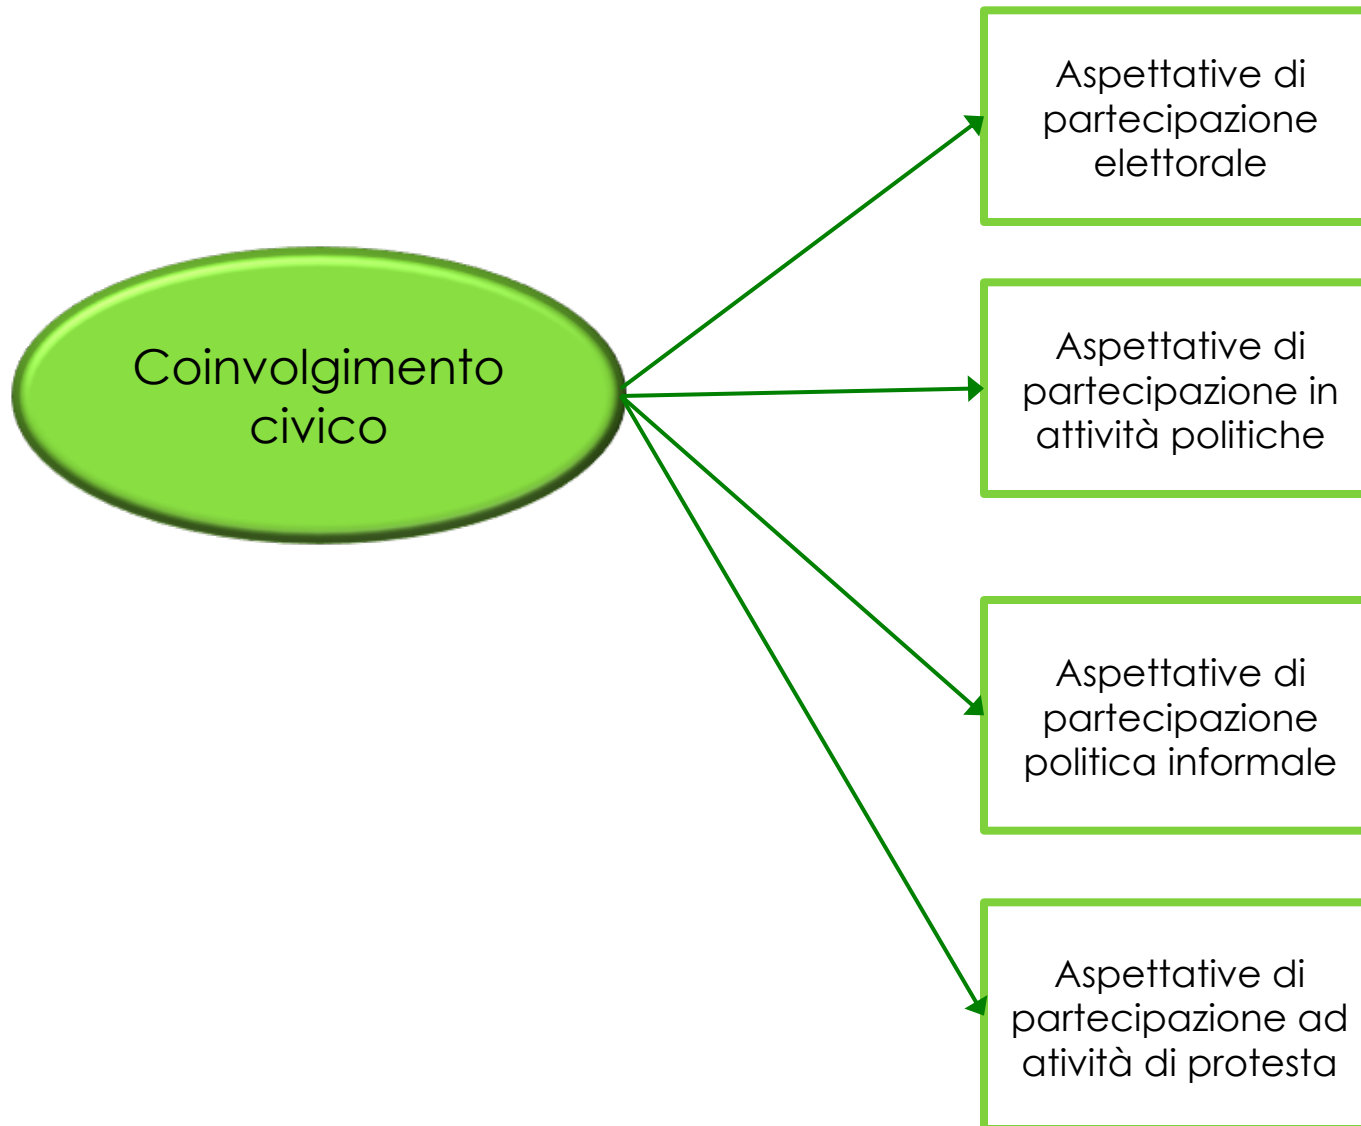 Aspettative di
partecipazione
elettorale
Coinvolgimento
civico
Aspettative di
partecipazione in
attività politiche
Aspettative di
partecipazione
politica informale
Aspettative di
partecipazione ad
atività di protesta